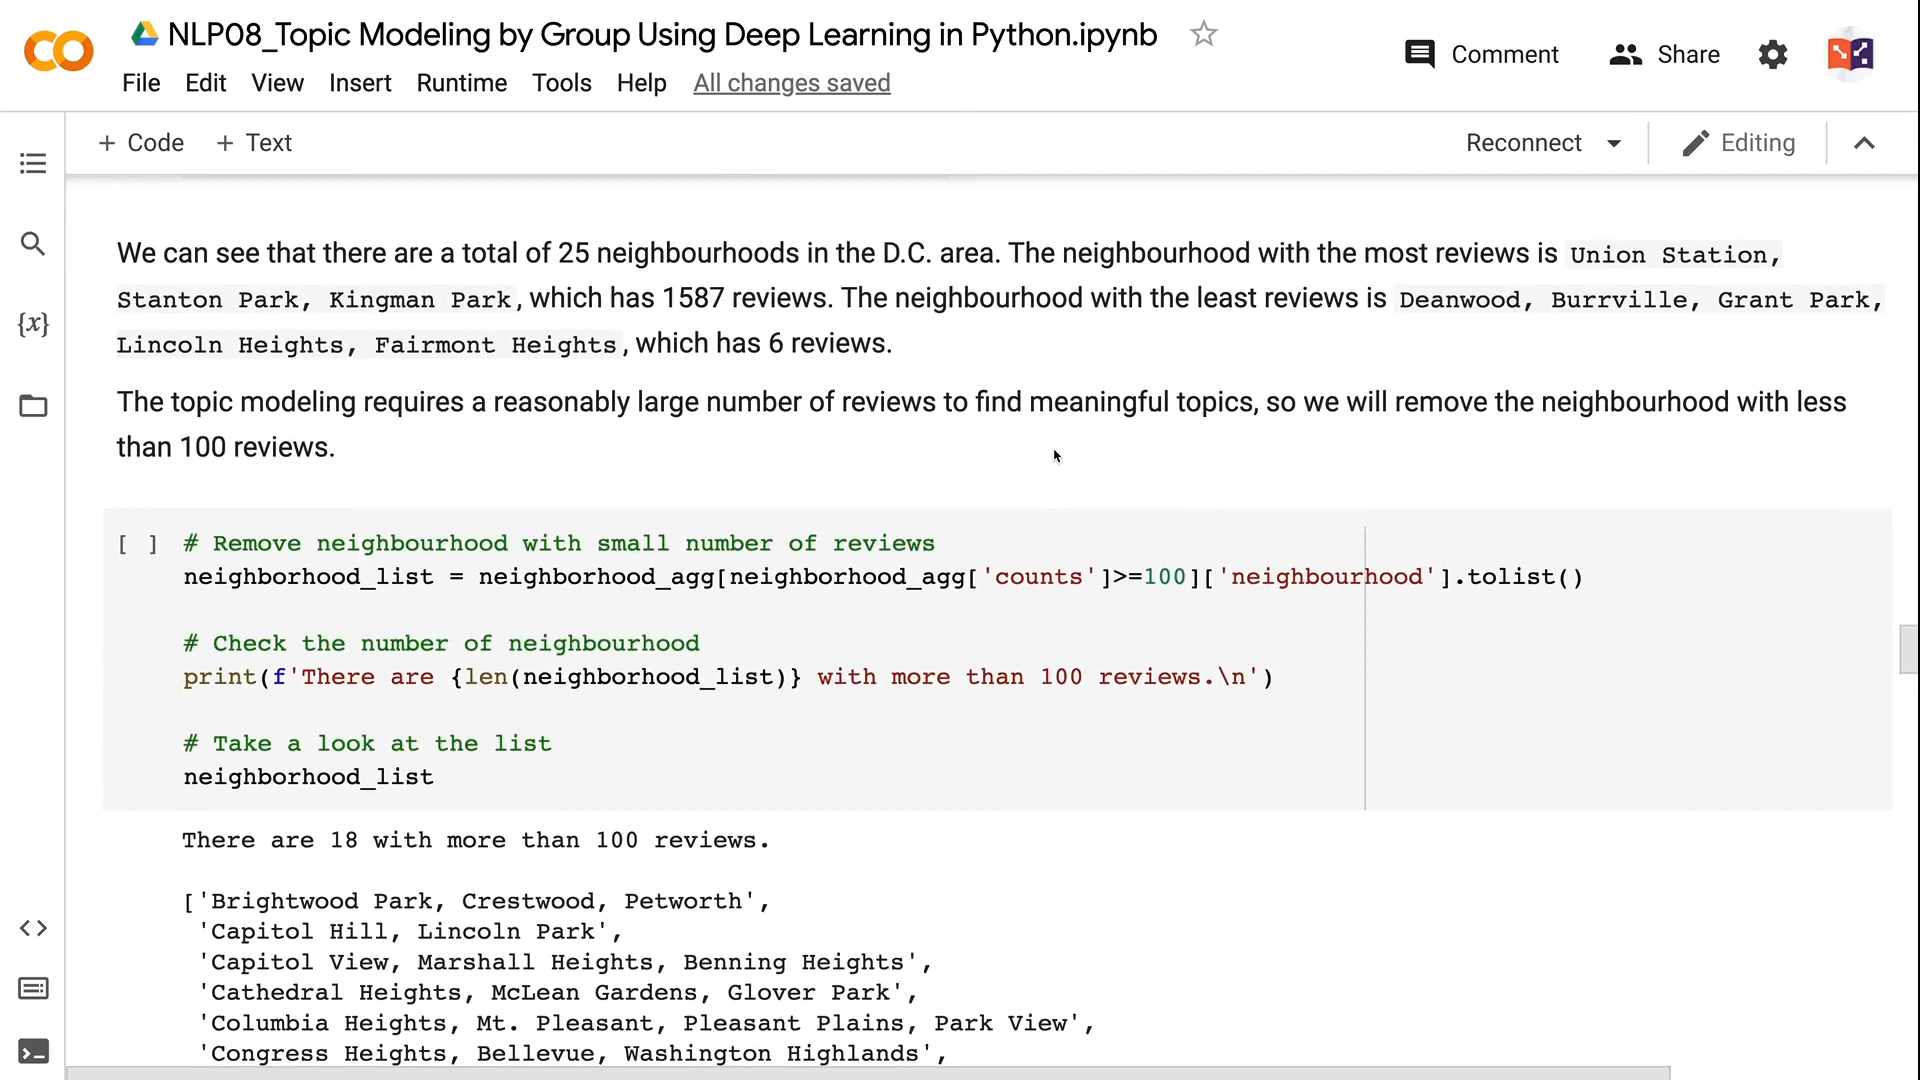 NLP08_Topic Modeling by Group Using Deep Learning in Python.ipynb
Comment
Share
File Edit View Insert Runtime Tools Help All changes saved
+ Code + Text
Reconnect
Editing
We can see that there are a total of 25 neighbourhoods in the D.C. area. The neighbourhood with the most reviews is Union Station,
Stanton Park, Kingman Park, which has 1587 reviews. The neighbourhood with the least reviews is Deanwood, Burrville, Grant Park,
Lincoln Heights, Fairmont Heights, which has 6 reviews.
The topic modeling requires a reasonably large number of reviews to find meaningful topics, so we will remove the neighbourhood with less
than 100 reviews.
[ ] # Remove neighbourhood with small number of reviews
neighborhood_list = neighborhood_agg[neighborhood_agg['counts']>=100]['neighbourhood'].tolist()
# Check the number of neighbourhood
print(f'There are {len(neighborhood_list)} with more than 100 reviews.\n')
# Take a look at the list
neighborhood_list
There are 18 with more than 100 reviews.
['Brightwood Park, Crestwood, Petworth',
'Capitol Hill, Lincoln Park',
'Capitol View, Marshall Heights, Benning Heights',
'Cathedral Heights, McLean Gardens, Glover Park',
'Columbia Heights, Mt. Pleasant, Pleasant Plains, Park View',
'Congress Heights, Bellevue, Washington Highlands',